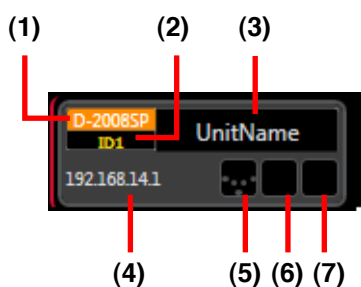 (1) (2) (3)
D-2008SP
ID1
UnitName
192.168.14.1
(4) (5) (6) (7)